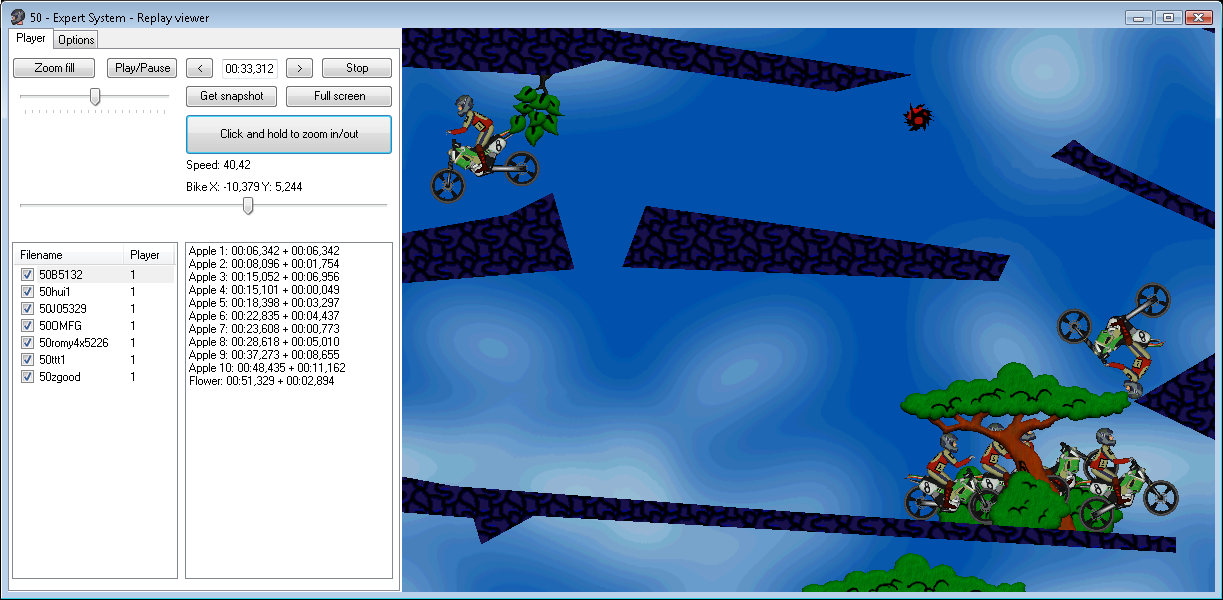 50 - Expert System - Replay viewer
Player Options
Zoom fill Play/Pause < 00:33,312 > Stop
Get snapshot Full screen
Click and hold to zoom in/out
Speed: 40,42
Bike X: -10,379 Y: 5,244
Filename Player
50B5132 1
50hui1 1
50J05329 1
50OMFG 1
50romy4x5226 1
50ttt1 1
50zgood 1
Apple 1: 00:06,342 + 00:06,342
Apple 2: 00:08,096 + 00:01,754
Apple 3: 00:15,052 + 00:06,956
Apple 4: 00:15,101 + 00:00,049
Apple 5: 00:18,398 + 00:03,297
Apple 6: 00:22,835 + 00:04,437
Apple 7: 00:23,608 + 00:00,773
Apple 8: 00:28,618 + 00:05,010
Apple 9: 00:37,273 + 00:08,655
Apple 10: 00:48,435 + 00:11,162
Flower: 00:51,329 + 00:02,894